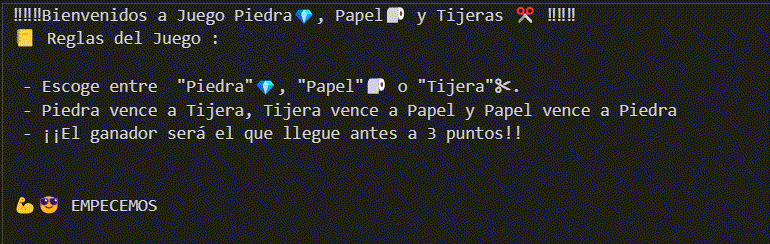 !!!!!!Bienvenidos a Juego Piedra💎, Papel🧻 y Tijeras ✂️ !!!!!!
📒 Reglas del Juego :
- Escoge entre "Piedra"💎, "Papel"🧻 o "Tijera"✂.
- Piedra vence a Tijera, Tijera vence a Papel y Papel vence a Piedra
- ¡¡El ganador será el que llegue antes a 3 puntos!!
💪😎 EMPECEMOS